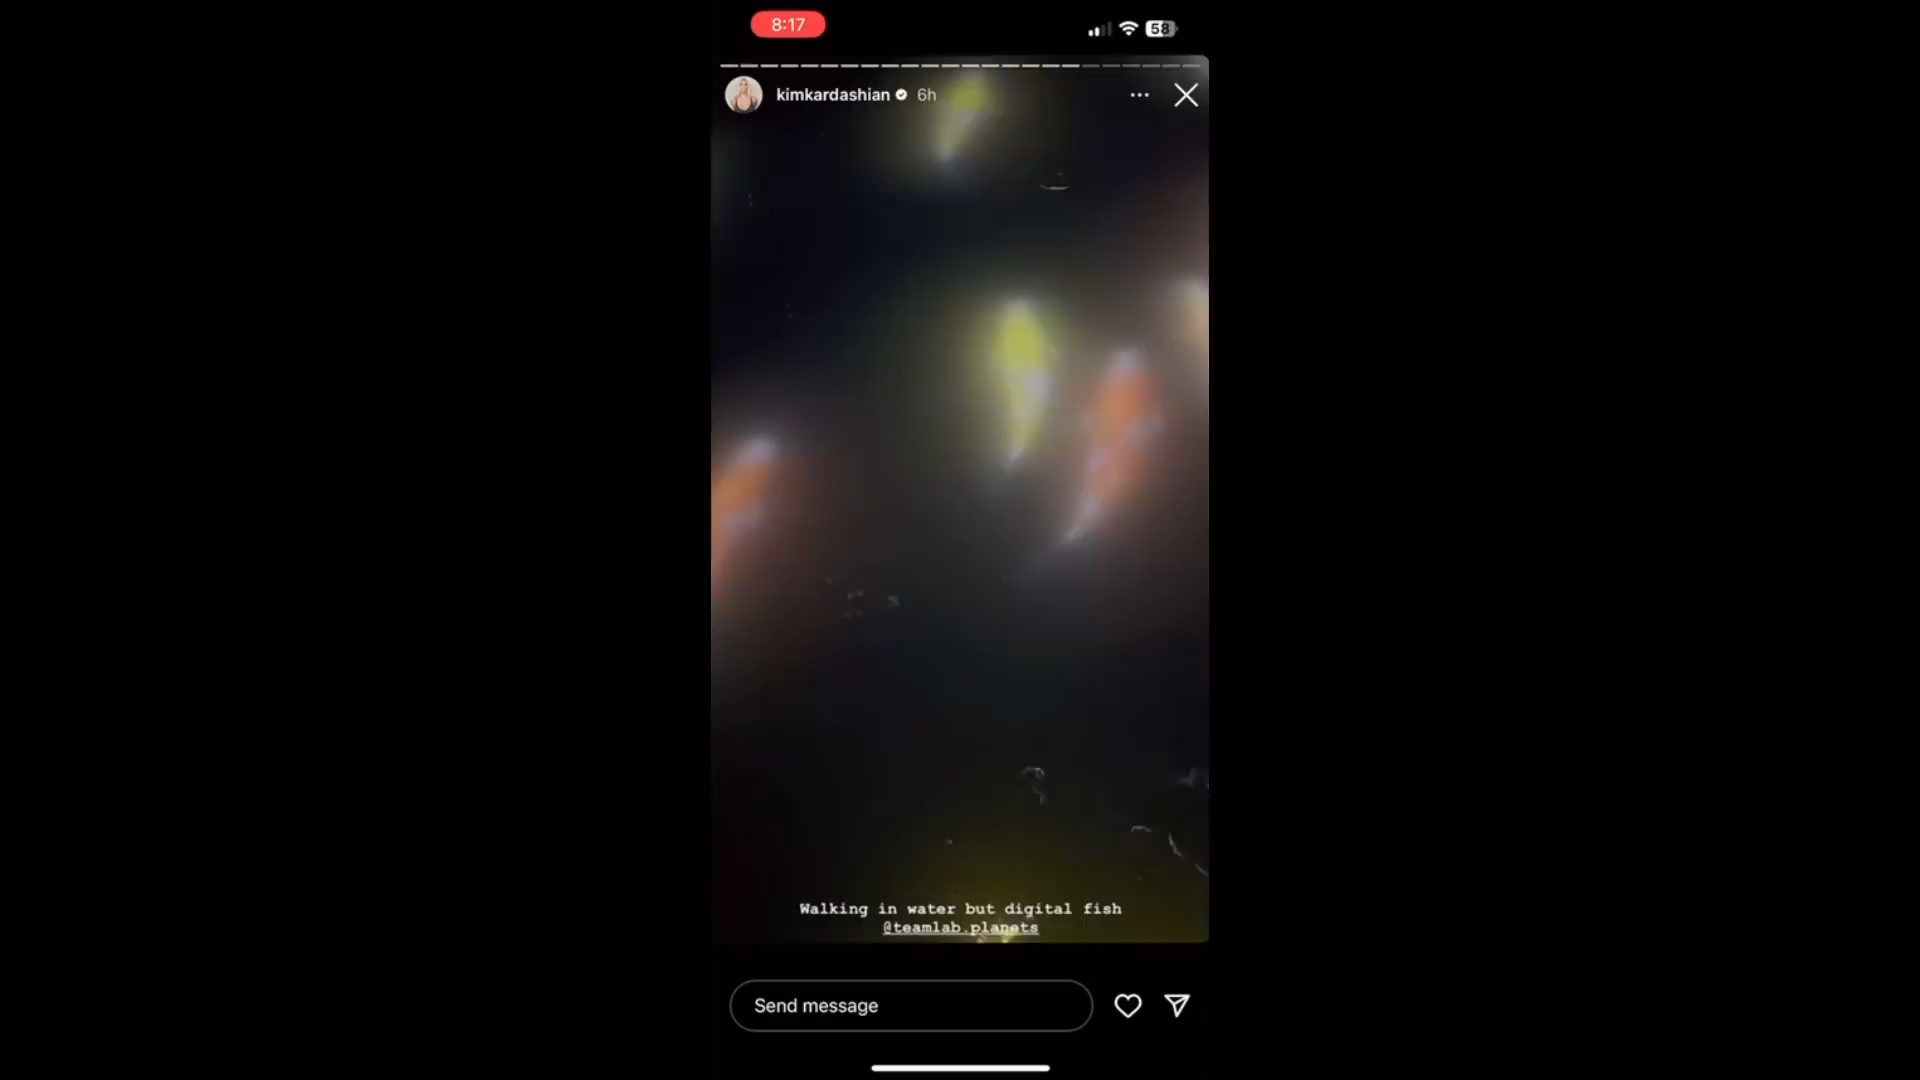 8:17
58
kimkardashian 6h
Walking in water but digital fish
@teamlab.planets
Send message